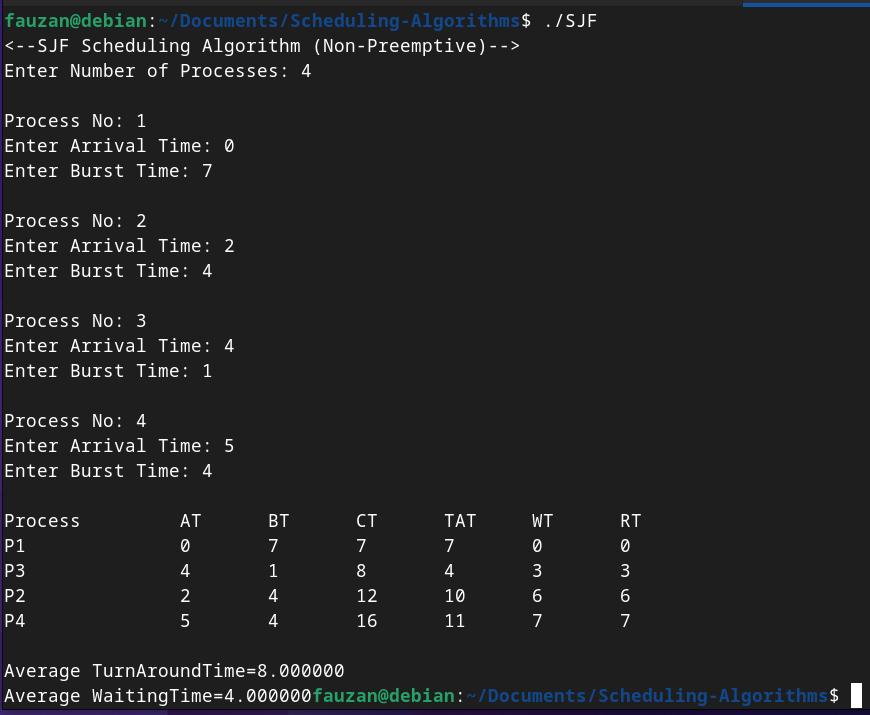 fauzan@debian:~/Documents/Scheduling-Algorithms$ ./SJF
<--SJF Scheduling Algorithm (Non-Preemptive)-->
Enter Number of Processes: 4

Process No: 1
Enter Arrival Time: 0
Enter Burst Time: 7

Process No: 2
Enter Arrival Time: 2
Enter Burst Time: 4

Process No: 3
Enter Arrival Time: 4
Enter Burst Time: 1

Process No: 4
Enter Arrival Time: 5
Enter Burst Time: 4

Process         AT      BT      CT      TAT     WT      RT
P1              0       7       7       7       0       0
P3              4       1       8       4       3       3
P2              2       4       12      10      6       6
P4              5       4       16      11      7       7

Average TurnAroundTime=8.000000
Average WaitingTime=4.000000fauzan@debian:~/Documents/Scheduling-Algorithms$